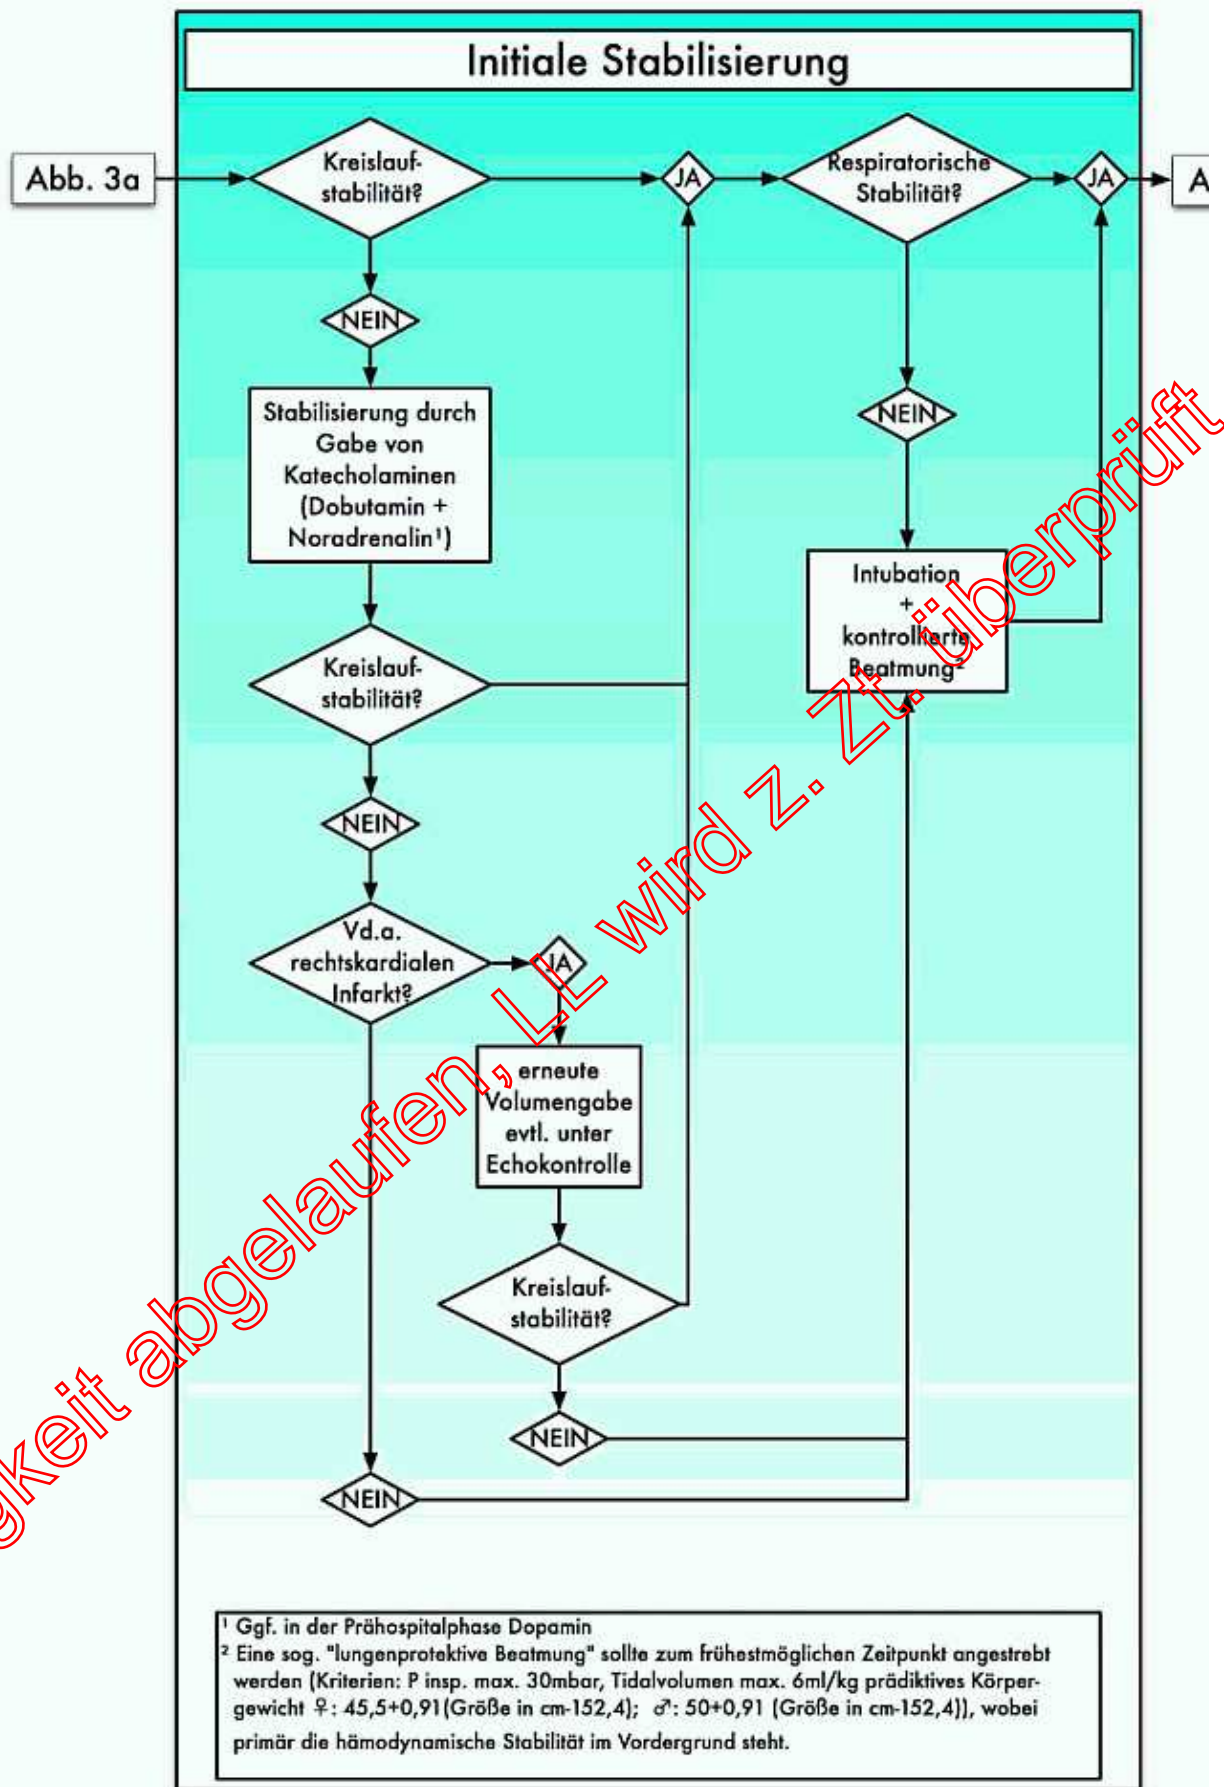 Initiale Stabilisierung
Abb. 3a
Kreislauf-
stabilität?
JA
Respiratorische
Stabilität?
JA
A
NEIN
Stabilisierung durch
Gabe von
Katecholaminen
(Dobutamin +
Noradrenalin¹)
NEIN
Intubation
+
kontrollierte
Beatmung²
Kreislauf-
stabilität?
NEIN
Vd.a.
rechtskardialen
Infarkt?
JA
erneute
Volumengabe
evtl. unter
Echokontrolle
Kreislauf-
stabilität?
NEIN
NEIN
¹ Ggf. in der Prähospitalphase Dopamin
² Eine sog. "lungenprotektive Beatmung" sollte zum frühestmöglichen Zeitpunkt angestrebt
werden (Kriterien: P insp. max. 30mbar, Tidalvolumen max. 6ml/kg prädiktives Körper-
gewicht ♀: 45,5+0,91(Größe in cm-152,4); ♂: 50+0,91 (Größe in cm-152,4)), wobei
primär die hämodynamische Stabilität im Vordergrund steht.
gkeit abgelaufen, LL wird z. Zt. überprüft